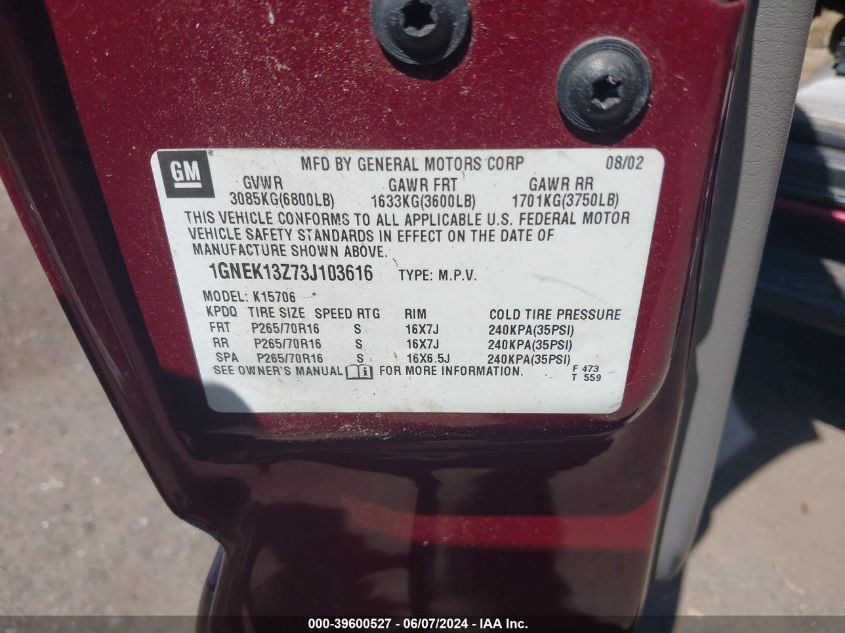 GM MFD BY GENERAL MOTORS CORP 08/02
GVWR GAWR FRT GAWR RR
3085KG(6800LB) 1633KG(3600LB) 1701KG(3750LB)
THIS VEHICLE CONFORMS TO ALL APPLICABLE U.S. FEDERAL MOTOR
VEHICLE SAFETY STANDARDS IN EFFECT ON THE DATE OF
MANUFACTURE SHOWN ABOVE.
1GNEK13Z73J103616 TYPE: M.P.V.
MODEL: K15706
KPDQ TIRE SIZE SPEED RTG RIM COLD TIRE PRESSURE
FRT P265/70R16 S 16X7J 240KPA(35PSI)
RR P265/70R16 S 16X7J 240KPA(35PSI)
SPA P265/70R16 S 16X6.5J 240KPA(35PSI)
SEE OWNER'S MANUAL i FOR MORE INFORMATION. F 473
T 559
000-39600527 - 06/07/2024 - IAA Inc.